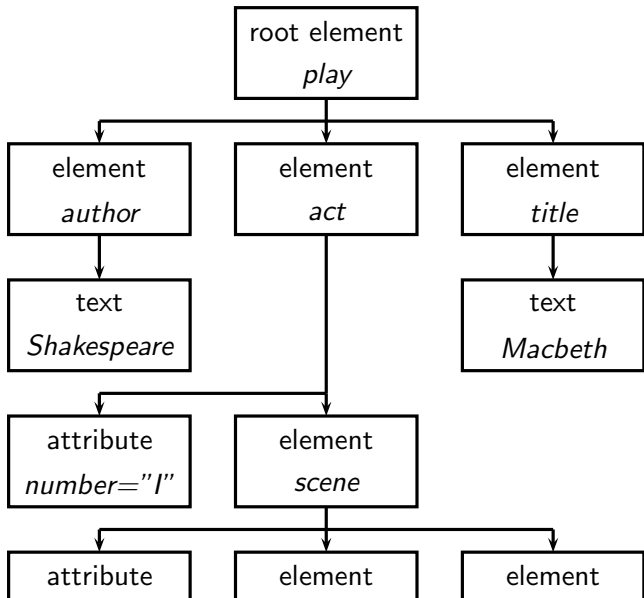 root element
play
element
author
element
act
element
title
text
Shakespeare
text
Macbeth
attribute
number="I"
element
scene
attribute
element
element